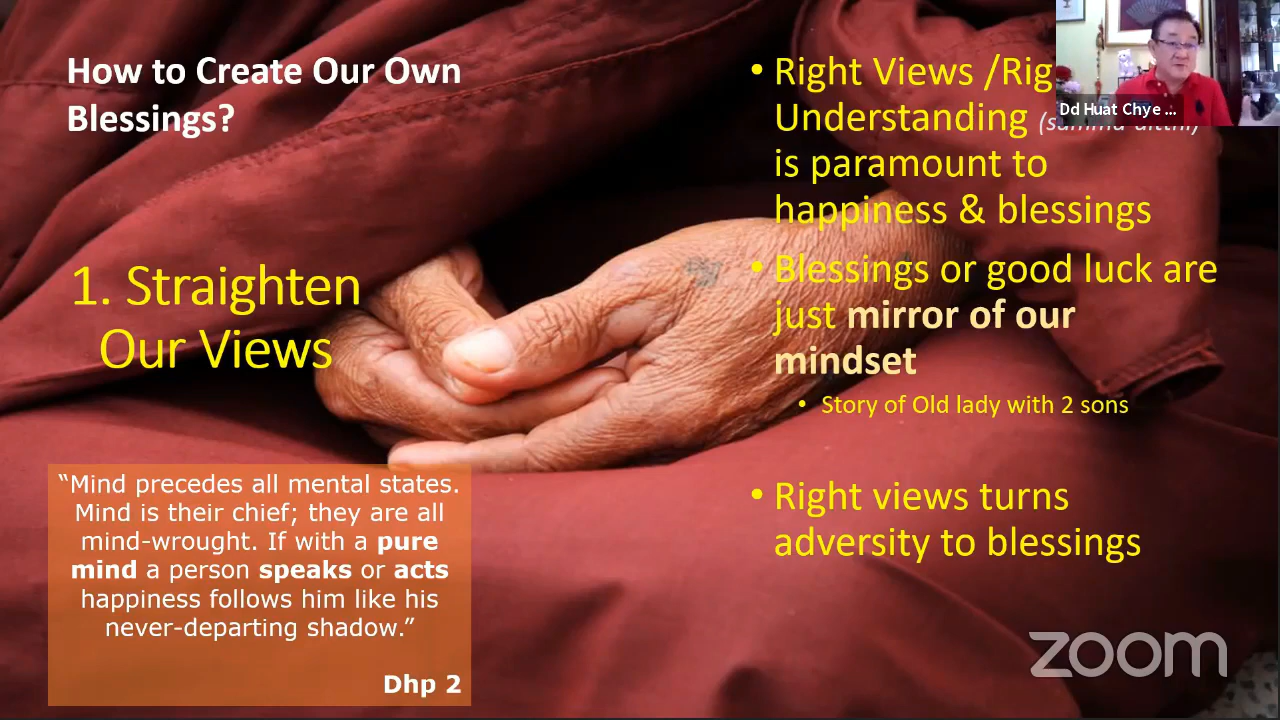 How to Create Our Own
Blessings?
1. Straighten
Our Views
“Mind precedes all mental states.
Mind is their chief; they are all
mind-wrought. If with a pure
mind a person speaks or acts
happiness follows him like his
never-departing shadow.”
Dhp 2
• Right Views /Rig
Understanding
is paramount to
happiness & blessings
• Blessings or good luck are
just mirror of our
mindset
• Story of Old lady with 2 sons
• Right views turns
adversity to blessings
Dd Huat Chye ...
zoom